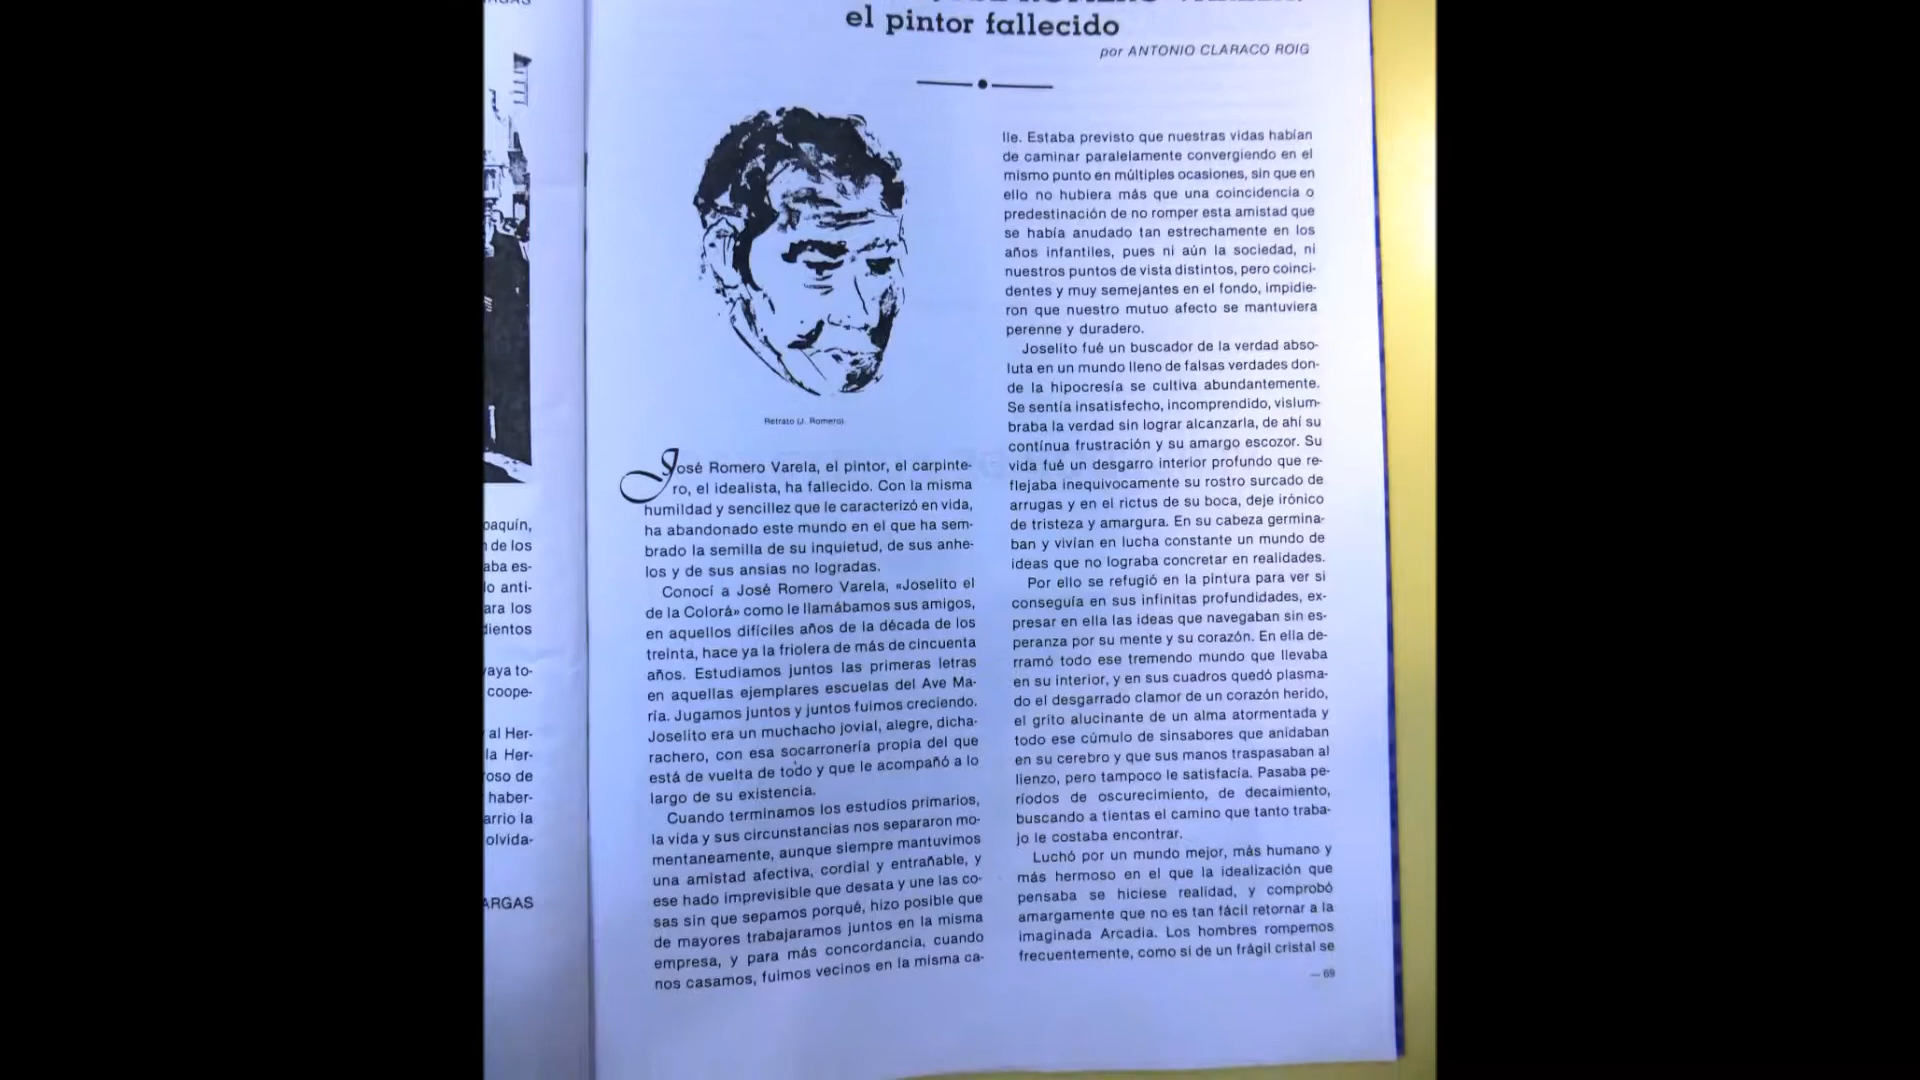 el pintor fallecido
por ANTONIO CLARACO ROIG
Retrato (J. Romero)
José Romero Varela, el pintor, el carpinte-
ro, el idealista, ha fallecido. Con la misma
humildad y sencillez que le caracterizó en vida,
ha abandonado este mundo en el que ha sem-
brado la semilla de su inquietud, de sus anhe-
los y de sus ansias no logradas.
Conocí a José Romero Varela, «Joselito el
de la Colorá» como le llamábamos sus amigos,
en aquellos difíciles años de la década de los
treinta, hace ya la friolera de más de cincuenta
años. Estudiamos juntos las primeras letras
en aquellas ejemplares escuelas del Ave Ma-
ría. Jugamos juntos y juntos fuimos creciendo.
Joselito era un muchacho jovial, alegre, dicha-
rachero, con esa socarronería propia del que
está de vuelta de todo y que le acompañó a lo
largo de su existencia.
Cuando terminamos los estudios primarios,
la vida y sus circunstancias nos separaron mo-
mentaneamente, aunque siempre mantuvimos
una amistad afectiva, cordial y entrañable, y
ese hado imprevisible que desata y une las co-
sas sin que sepamos porqué, hizo posible que
de mayores trabajaramos juntos en la misma
empresa, y para más concordancia, cuando
nos casamos, fuimos vecinos en la misma ca-
lle. Estaba previsto que nuestras vidas habían
de caminar paralelamente convergiendo en el
mismo punto en múltiples ocasiones, sin que en
ello no hubiera más que una coincidencia o
predestinación de no romper esta amistad que
se había anudado tan estrechamente en los
años infantiles, pues ni aún la sociedad, ni
nuestros puntos de vista distintos, pero coinci-
dentes y muy semejantes en el fondo, impidie-
ron que nuestro mutuo afecto se mantuviera
perenne y duradero.
Joselito fué un buscador de la verdad abso-
luta en un mundo lleno de falsas verdades don-
de la hipocresía se cultiva abundantemente.
Se sentía insatisfecho, incomprendido, vislum-
braba la verdad sin lograr alcanzarla, de ahí su
contínua frustración y su amargo escozor. Su
vida fué un desgarro interior profundo que re-
flejaba inequivocamente su rostro surcado de
arrugas y en el rictus de su boca, deje irónico
de tristeza y amargura. En su cabeza germina-
ban y vivían en lucha constante un mundo de
ideas que no lograba concretar en realidades.
Por ello se refugió en la pintura para ver si
conseguía en sus infinitas profundidades, ex-
presar en ella las ideas que navegaban sin es-
peranza por su mente y su corazón. En ella de-
rramó todo ese tremendo mundo que llevaba
en su interior, y en sus cuadros quedó plasma-
do el desgarrado clamor de un corazón herido,
el grito alucinante de un alma atormentada y
todo ese cúmulo de sinsabores que anidaban
en su cerebro y que sus manos traspasaban al
lienzo, pero tampoco le satisfacía. Pasaba pe-
ríodos de oscurecimiento, de decaimiento,
buscando a tientas el camino que tanto traba-
jo le costaba encontrar.
Luchó por un mundo mejor, más humano y
más hermoso en el que la idealización que
pensaba se hiciese realidad, y comprobó
amargamente que no es tan fácil retornar a la
imaginada Arcadia. Los hombres rompemos
frecuentemente, como si de un frágil cristal se
— 69